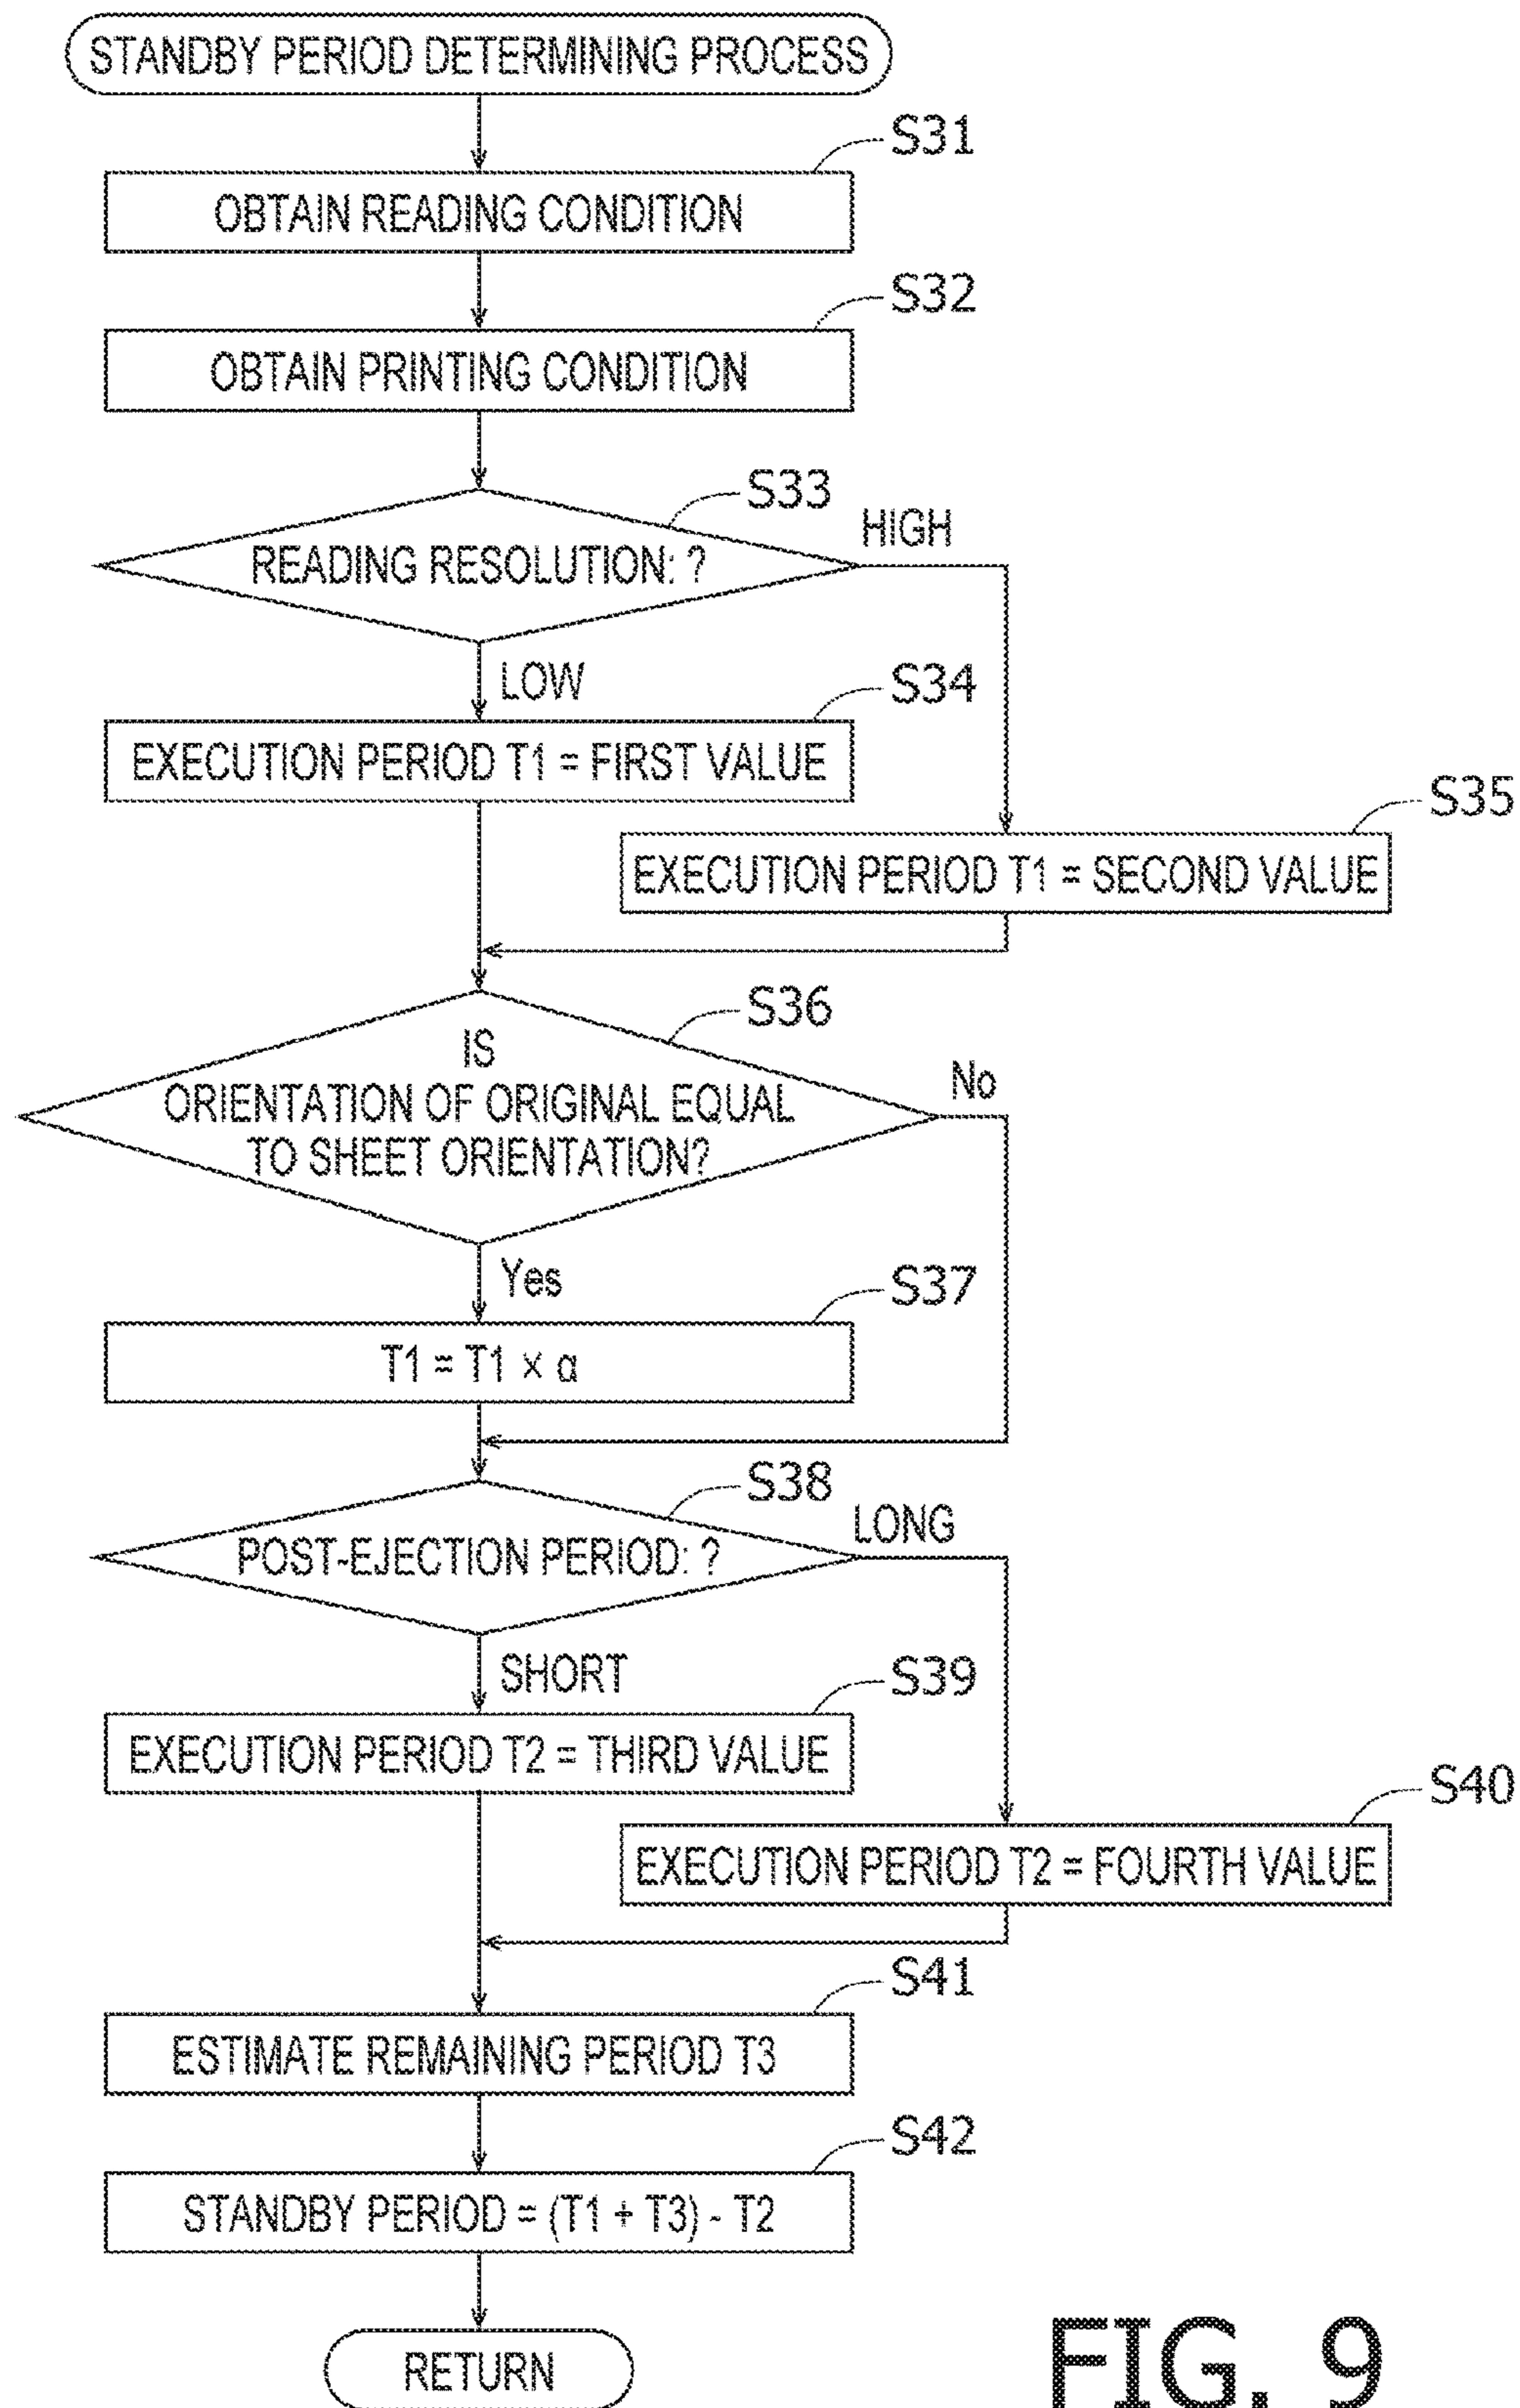 STANDBY PERIOD DETERMINING PROCESS
S31
OBTAIN READING CONDITION
S32
OBTAIN PRINTING CONDITION
S33
READING RESOLUTION: ?
HIGH
LOW
S34
EXECUTION PERIOD T1 = FIRST VALUE
S35
EXECUTION PERIOD T1 = SECOND VALUE
S36
IS
ORIENTATION OF ORIGINAL EQUAL
TO SHEET ORIENTATION?
No
Yes
S37
T1 = T1 × α
S38
POST-EJECTION PERIOD: ?
LONG
SHORT
S39
EXECUTION PERIOD T2 = THIRD VALUE
S40
EXECUTION PERIOD T2 = FOURTH VALUE
S41
ESTIMATE REMAINING PERIOD T3
S42
STANDBY PERIOD = (T1 + T3) - T2
RETURN
FIG. 9